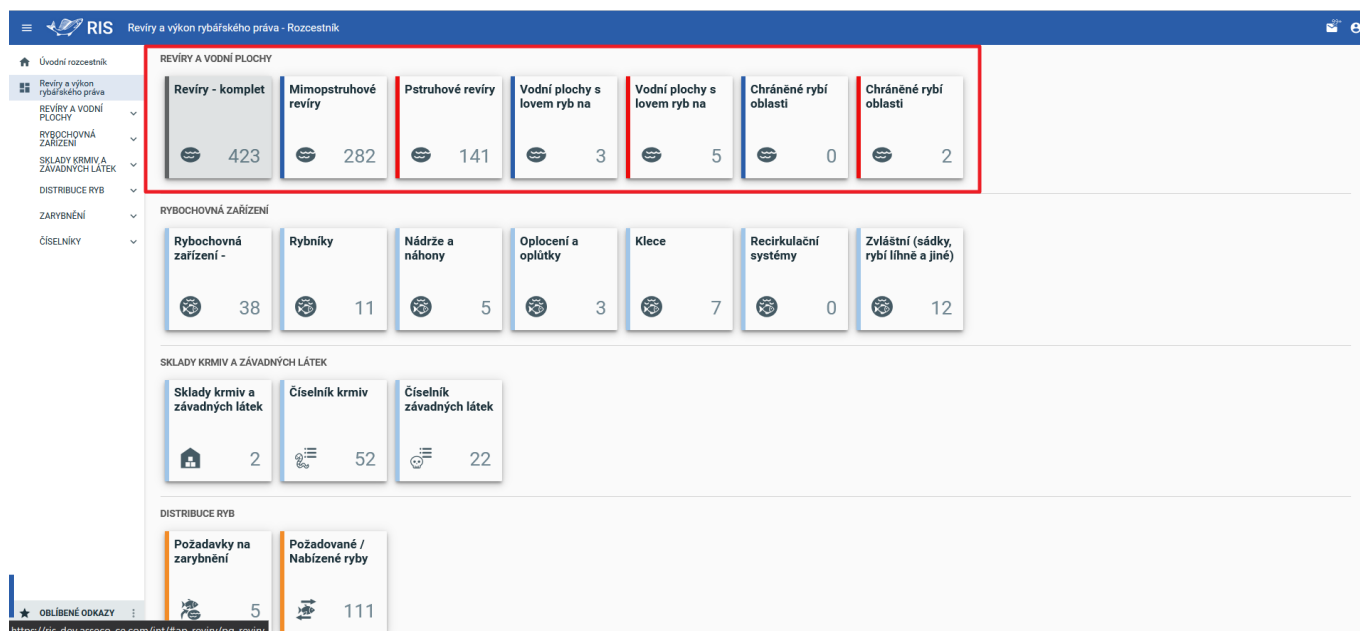 RIS Revíry a výkon rybářského práva - Rozcestník
99+
Úvodní rozcestník
Revíry a výkon
rybářského práva
REVÍRY A VODNÍ
PLOCHY
RYBOCHOVNÁ
ZAŘÍZENÍ
SKLADY KRMIV A
ZÁVADNÝCH LÁTEK
DISTRIBUCE RYB
ZARYBNĚNÍ
ČÍSELNÍKY
OBLÍBENÉ ODKAZY
REVÍRY A VODNÍ PLOCHY
Revíry - komplet
423
Mimopstruhové
revíry
282
Pstruhové revíry
141
Vodní plochy s
lovem ryb na
3
Vodní plochy s
lovem ryb na
5
Chráněné rybí
oblasti
0
Chráněné rybí
oblasti
2
RYBOCHOVNÁ ZAŘÍZENÍ
Rybochovná
zařízení -
38
Rybníky
11
Nádrže a
náhony
5
Oplocení a
oplůtky
3
Klece
7
Recirkulační
systémy
0
Zvláštní (sádky,
rybí líhně a jiné)
12
SKLADY KRMIV A ZÁVADNÝCH LÁTEK
Sklady krmiv a
závadných látek
2
Číselník krmiv
52
Číselník
závadných látek
22
DISTRIBUCE RYB
Požadavky na
zarybnění
5
Požadované /
Nabízené ryby
111